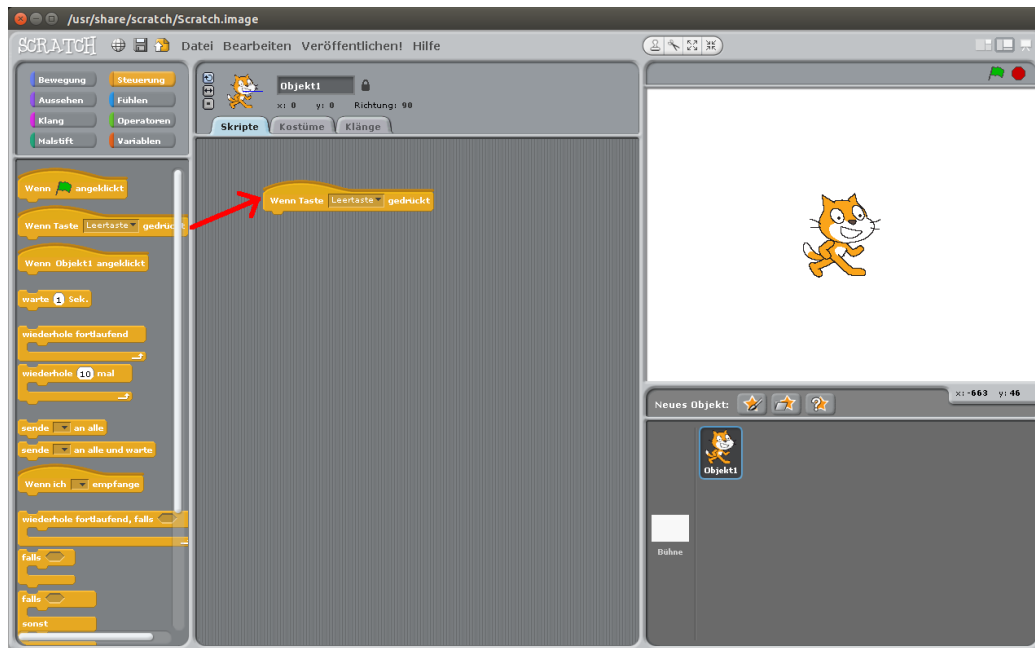 /usr/share/scratch/Scratch.image
SCRATCH Datei Bearbeiten Veröffentlichen! Hilfe
Bewegung Steuerung
Aussehen Fühlen
Klang Operatoren
Malstift Variablen
Objekt1
x: 0 y: 0 Richtung: 90
Skripte Kostüme Klänge
Wenn angeklickt
Wenn Taste Leertaste gedrückt
Wenn Objekt1 angeklickt
warte 1 Sek.
wiederhole fortlaufend
wiederhole 10 mal
sende an alle
sende an alle und warte
Wenn ich empfange
wiederhole fortlaufend, falls
falls
falls
sonst
Wenn Taste Leertaste gedrückt
x: -663 y: 46
Neues Objekt:
Objekt1
Bühne